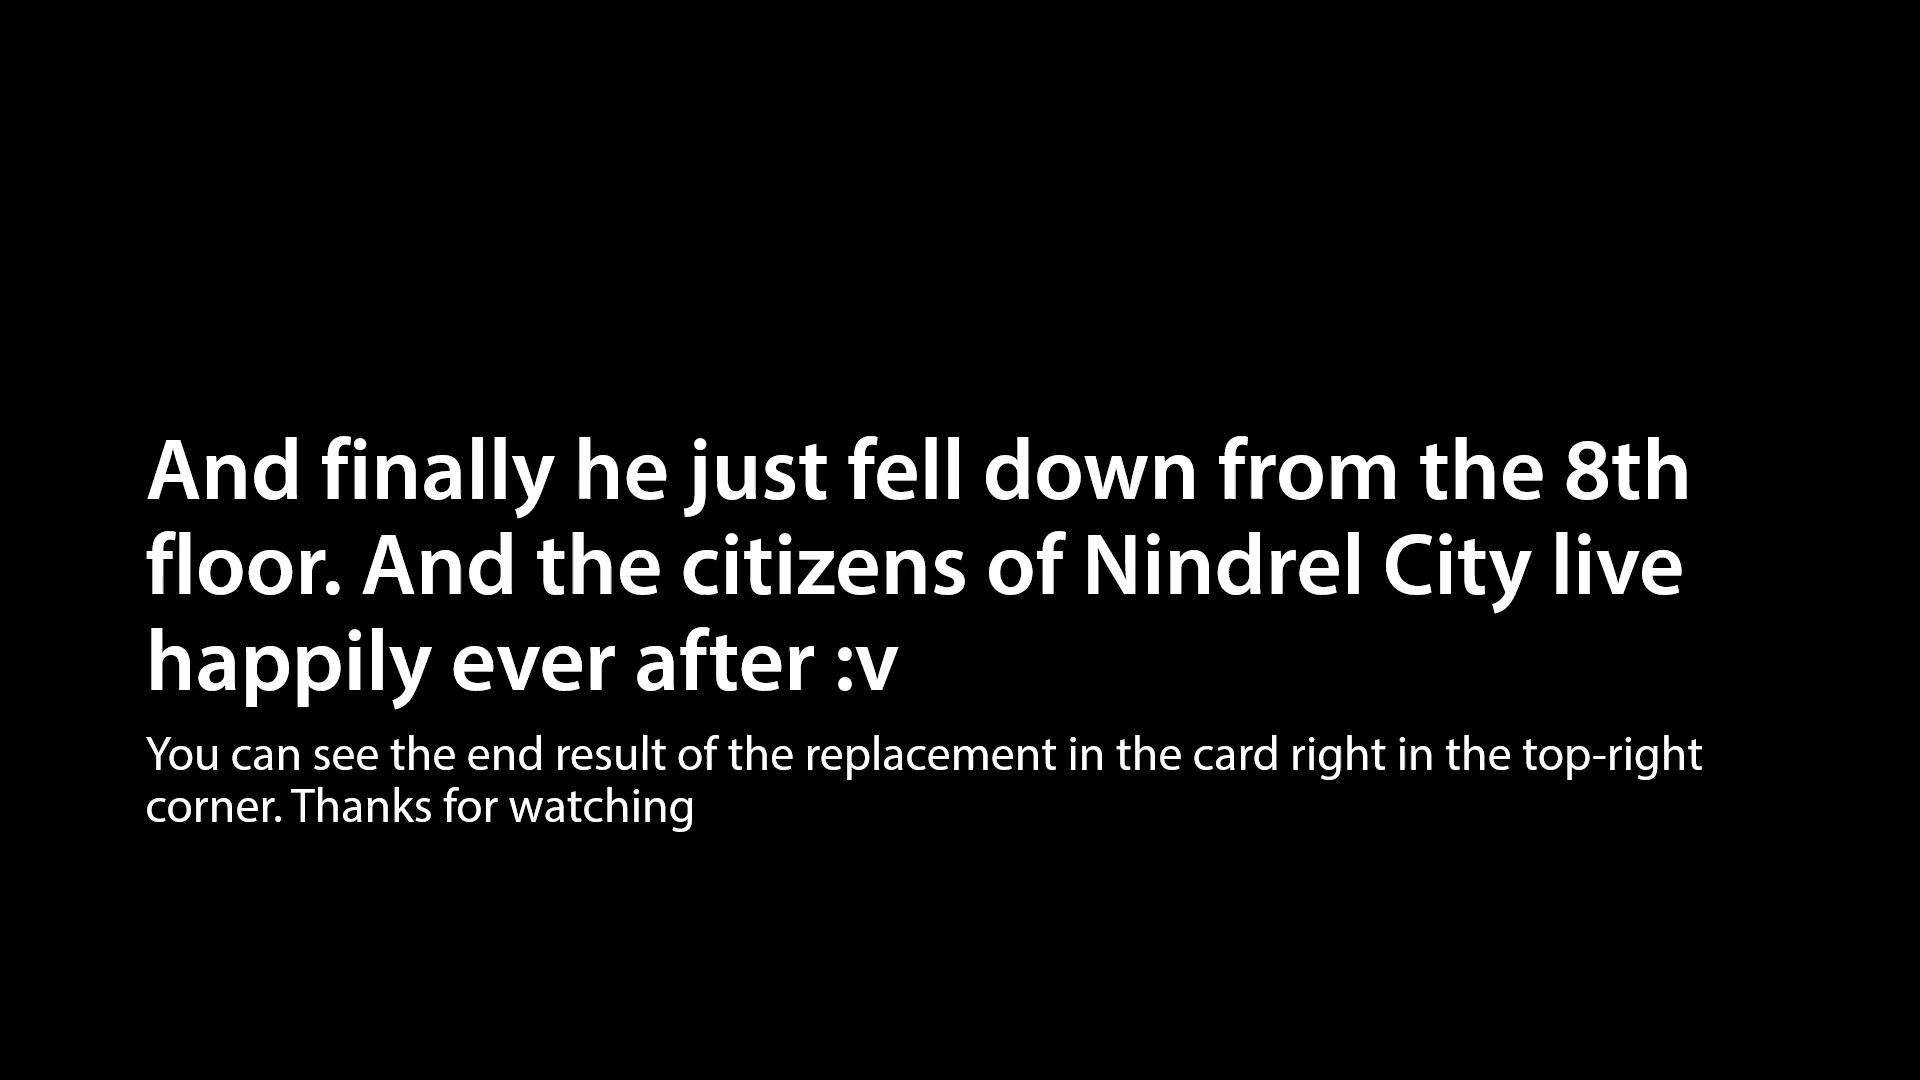 And finally he just fell down from the 8th
floor. And the citizens of Nindrel City live
happily ever after :v
You can see the end result of the replacement in the card right in the top-right
corner. Thanks for watching